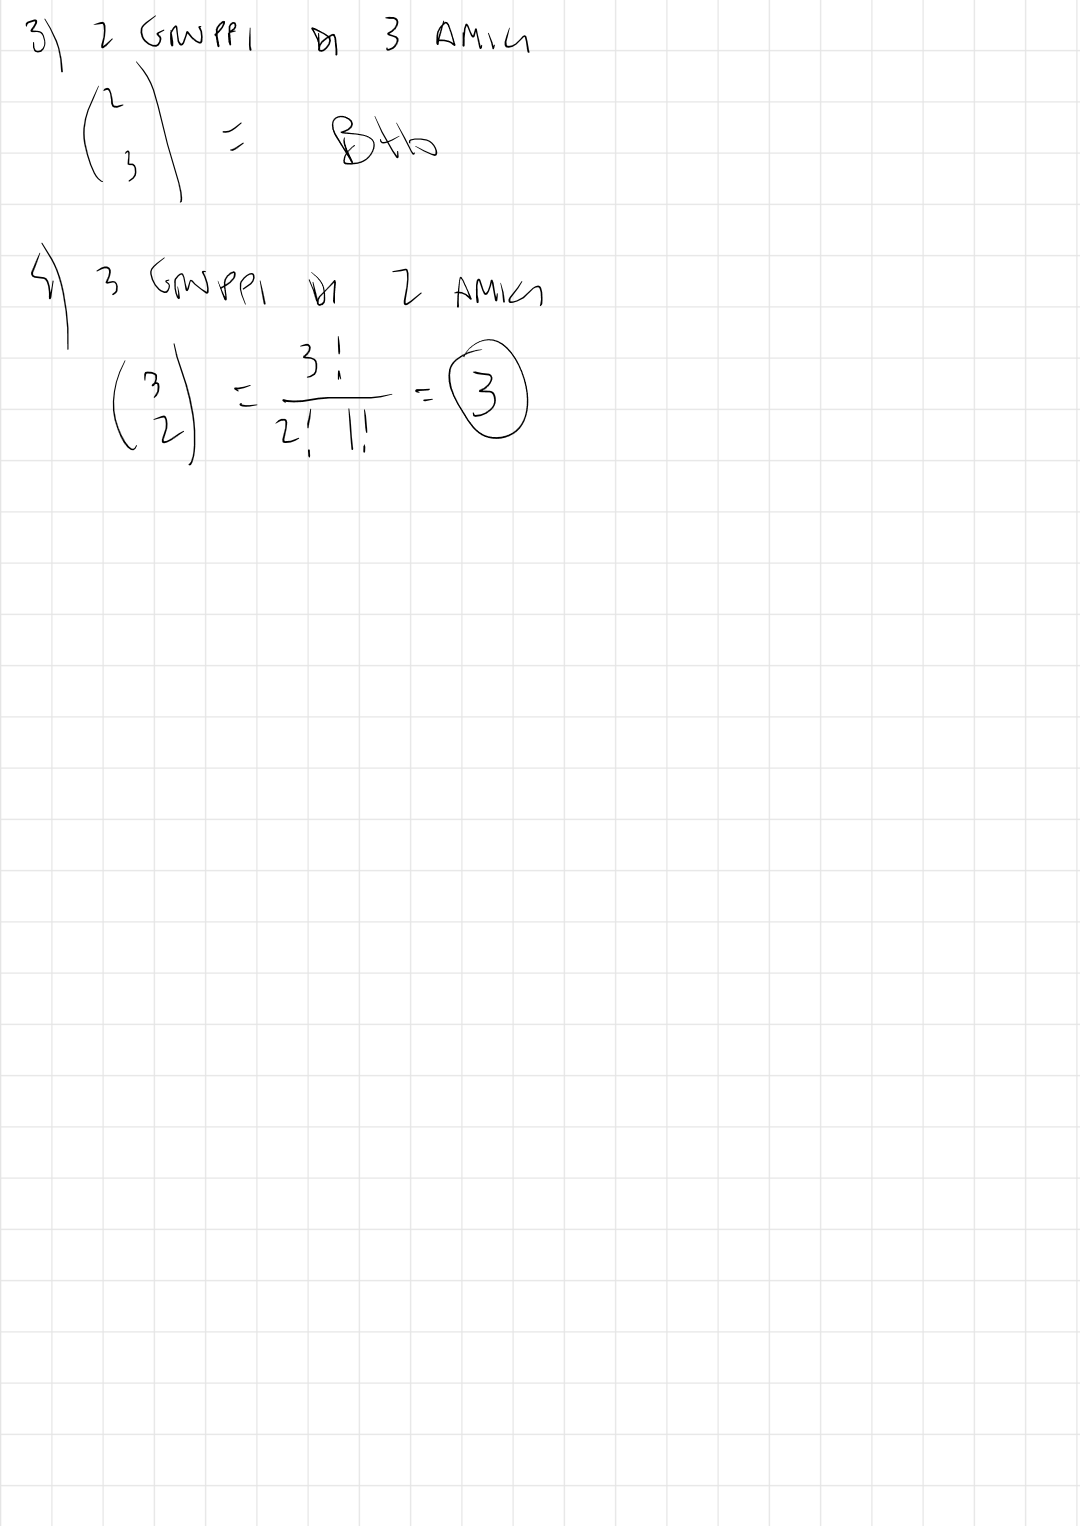 3) 2 GRUPPI DI 3 AMICI
(2 3) = Bho
4) 3 GRUPPI DI 2 AMICI
(3 2) = 3! / 2! 1! = 3